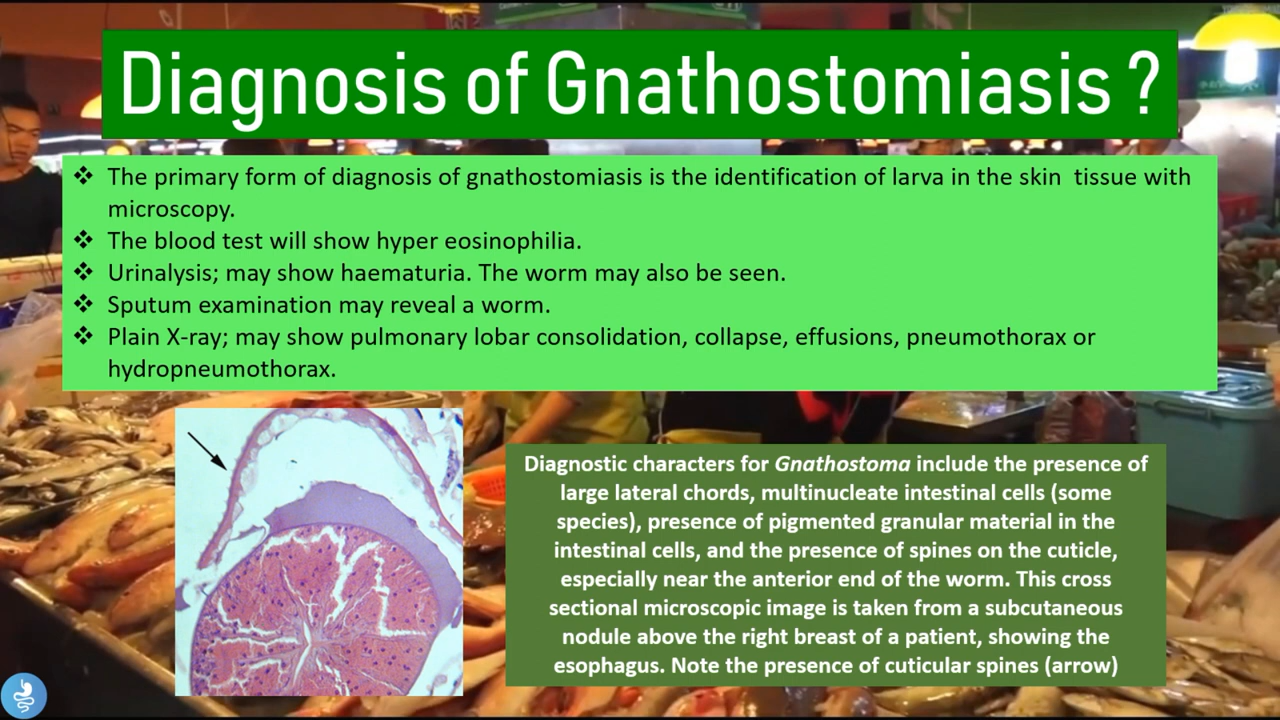 Diagnosis of Gnathostomiasis ?
❖ The primary form of diagnosis of gnathostomiasis is the identification of larva in the skin tissue with
microscopy.
❖ The blood test will show hyper eosinophilia.
❖ Urinalysis; may show haematuria. The worm may also be seen.
❖ Sputum examination may reveal a worm.
❖ Plain X-ray; may show pulmonary lobar consolidation, collapse, effusions, pneumothorax or
hydropneumothorax.
Diagnostic characters for Gnathostoma include the presence of
large lateral chords, multinucleate intestinal cells (some
species), presence of pigmented granular material in the
intestinal cells, and the presence of spines on the cuticle,
especially near the anterior end of the worm. This cross
sectional microscopic image is taken from a subcutaneous
nodule above the right breast of a patient, showing the
esophagus. Note the presence of cuticular spines (arrow)